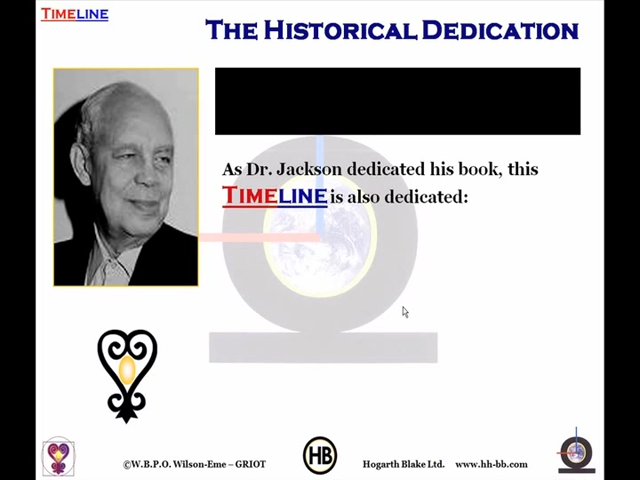 TIMELINE
THE HISTORICAL DEDICATION
As Dr. Jackson dedicated his book, this
TIMELINE is also dedicated:
©W.B.P.O. Wilson-Eme ~ GRIOT
HB
Hogarth Blake Ltd. www.hh-bb.com